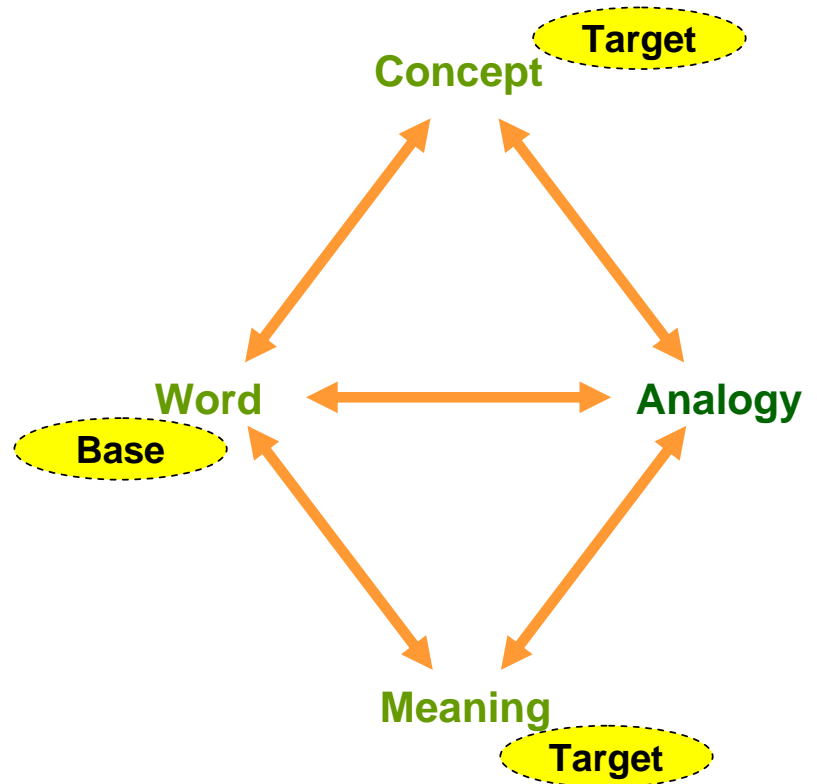 Target
Concept
Word
Analogy
Base
Meaning
Target